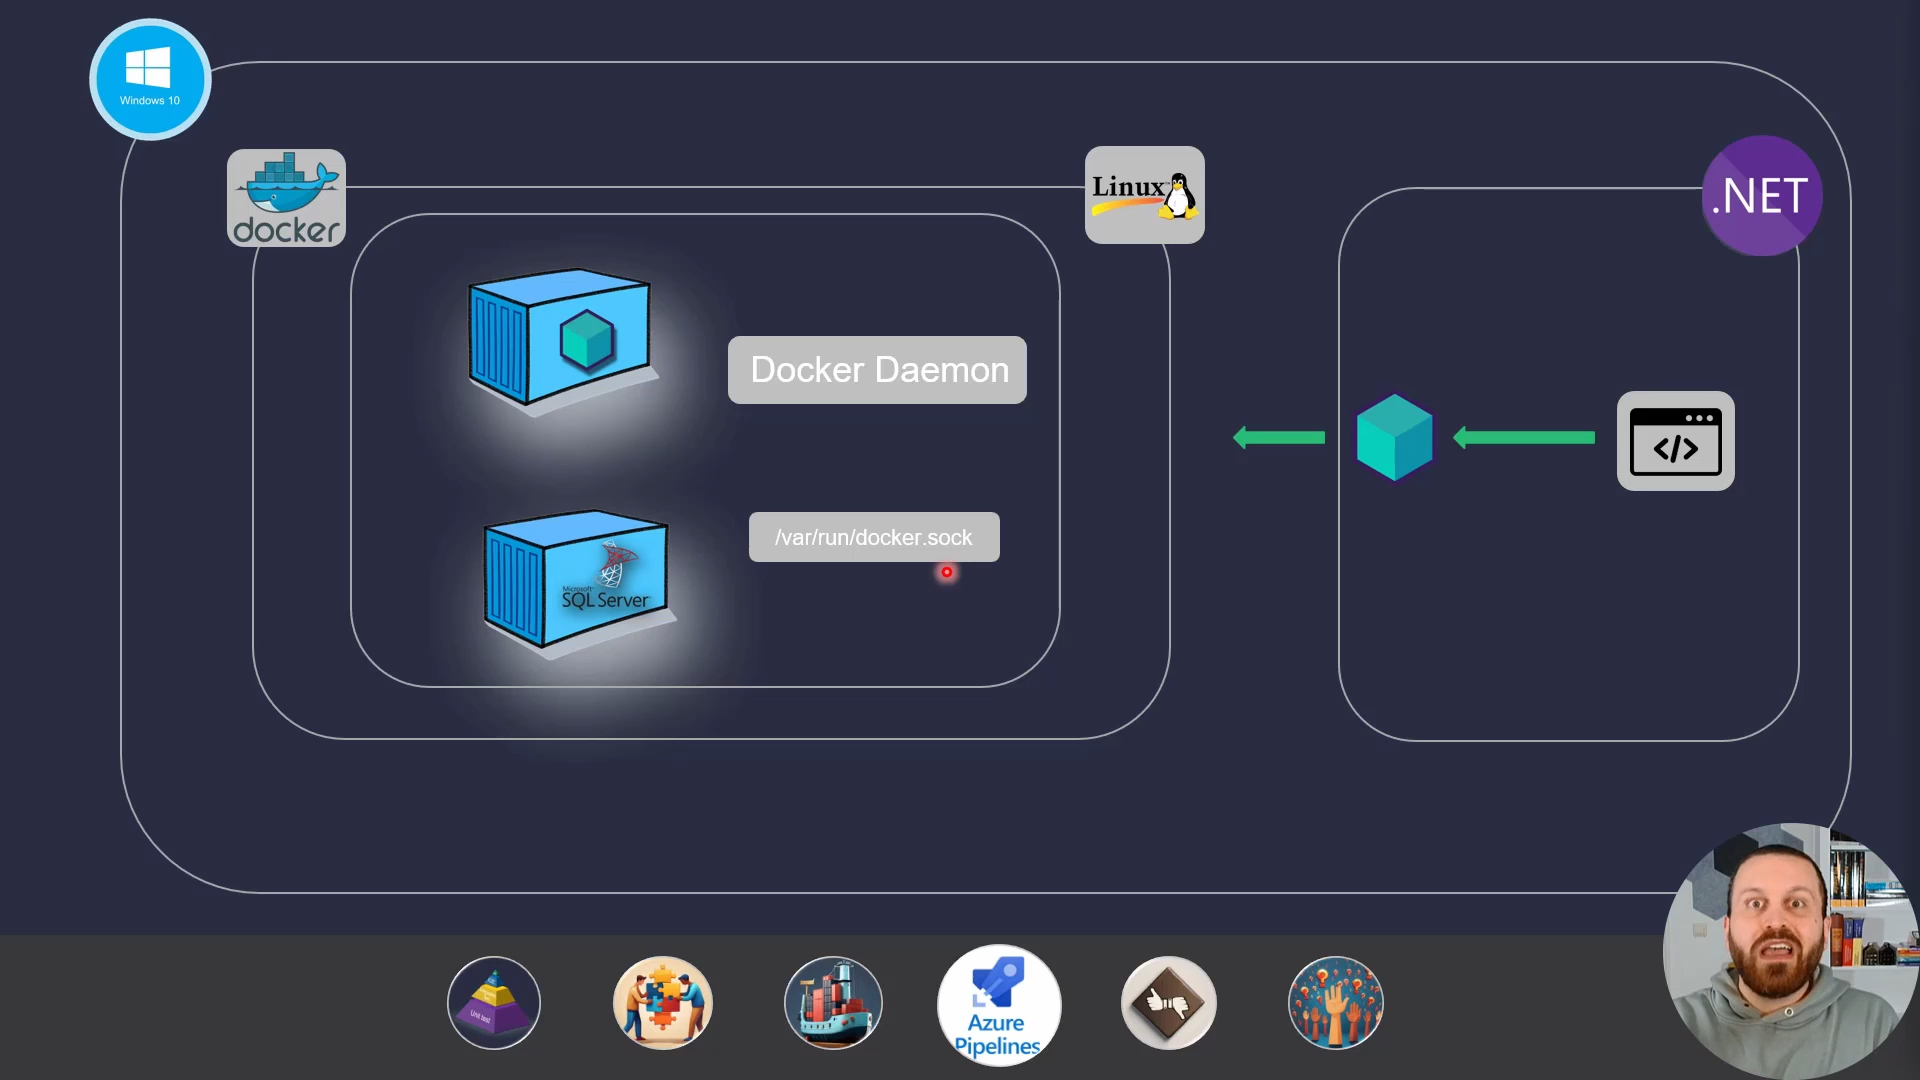 Windows 10
docker
Linux
.NET
Docker Daemon
/var/run/docker.sock
</>
Microsoft
SQL Server
Unit test
Azure
Pipelines